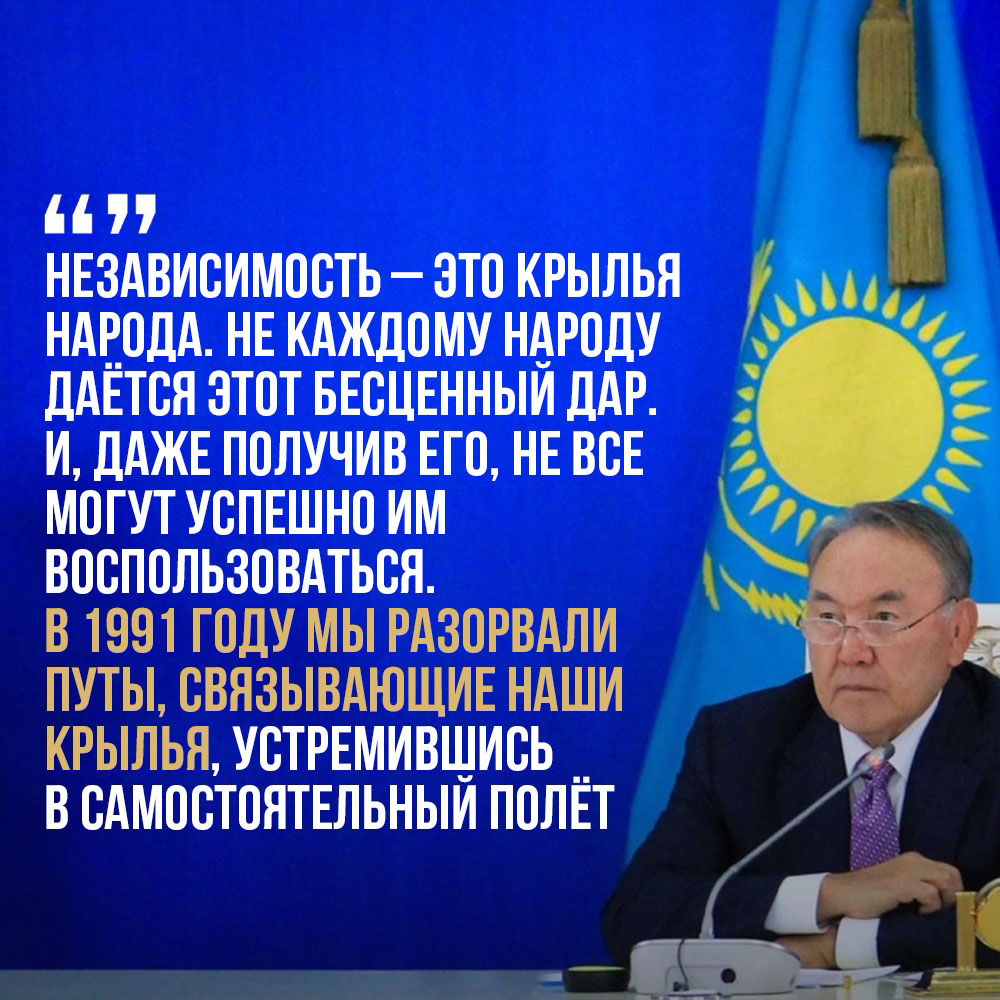 “ ”
НЕЗАВИСИМОСТЬ – ЭТО КРЫЛЬЯ
НАРОДА. НЕ КАЖДОМУ НАРОДУ
ДАЁТСЯ ЭТОТ БЕСЦЕННЫЙ ДАР.
И, ДАЖЕ ПОЛУЧИВ ЕГО, НЕ ВСЕ
МОГУТ УСПЕШНО ИМ
ВОСПОЛЬЗОВАТЬСЯ.
В 1991 ГОДУ МЫ РАЗОРВАЛИ
ПУТЫ, СВЯЗЫВАЮЩИЕ НАШИ
КРЫЛЬЯ, УСТРЕМИВШИСЬ
В САМОСТОЯТЕЛЬНЫЙ ПОЛЁТ